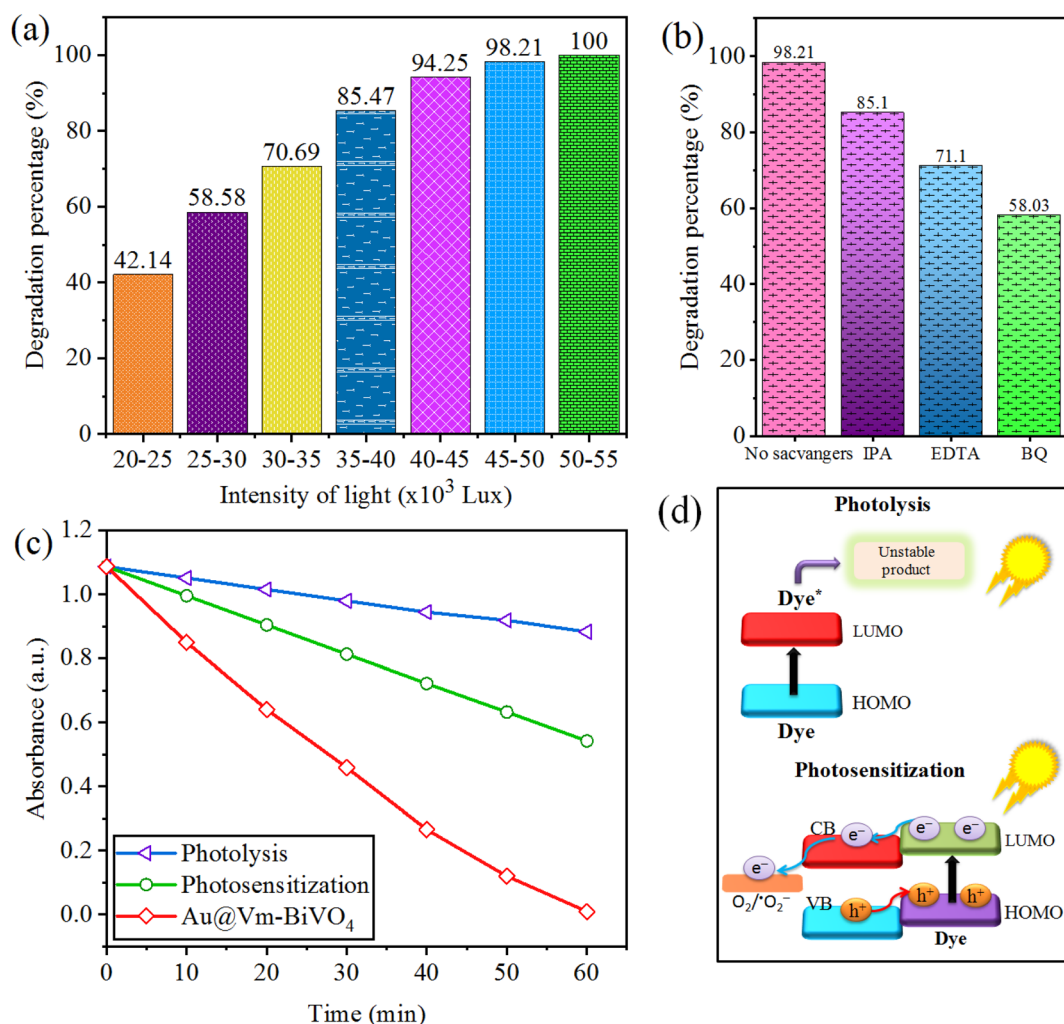 (a)
Degradation percentage (%)
100
80
60
40
20
0
42.14
58.58
70.69
85.47
94.25
98.21
100
20-25 25-30 30-35 35-40 40-45 45-50 50-55
Intensity of light (x10³ Lux)
(b)
Degradation percentage (%)
100
80
60
40
20
0
98.21
85.1
71.1
58.03
No sacvangers IPA EDTA BQ
(c)
Absorbance (a.u.)
1.2
1.0
0.8
0.6
0.4
0.2
0.0
Photolysis
Photosensitization
Au@Vm-BiVO₄
0 10 20 30 40 50 60
Time (min)
(d)
Photolysis
Unstable
product
Dye*
LUMO
HOMO
Dye
Photosensitization
CB e⁻ e⁻ e⁻
LUMO
e⁻
O₂/•O₂⁻
VB h⁺ h⁺ h⁺
HOMO
Dye